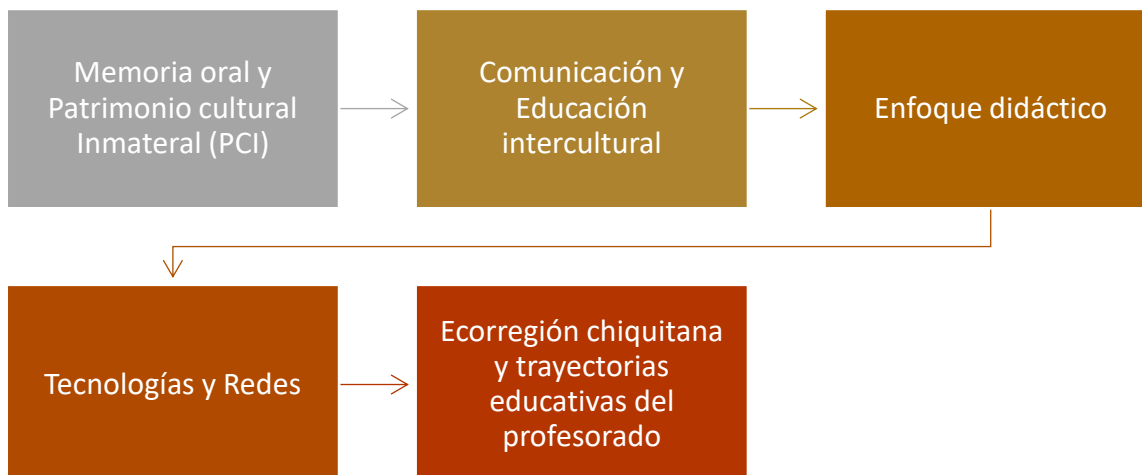 Memoria oral y
Patrimonio cultural
Inmateral (PCI)
Comunicación y
Educación
intercultural
Enfoque didáctico
Tecnologías y Redes
Ecorregión chiquitana
y trayectorias
educativas del
profesorado